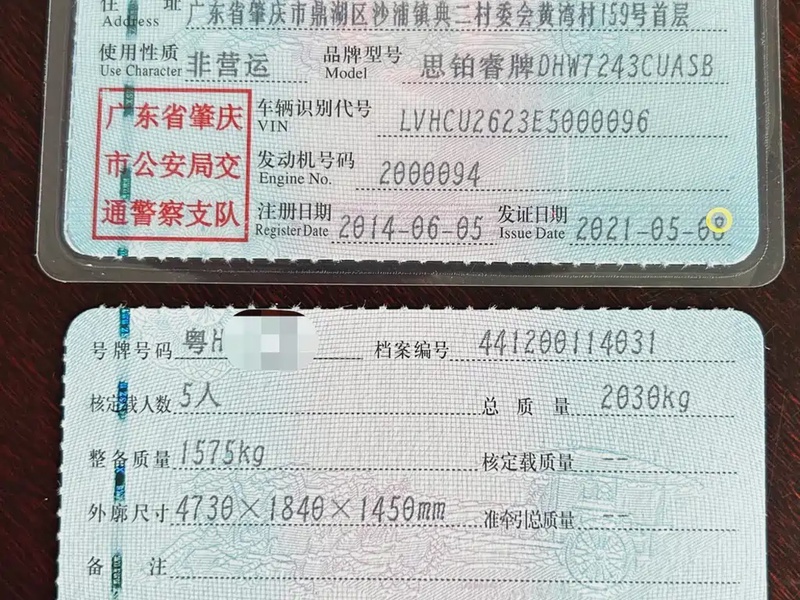 住 址 Address 广东省肇庆市鼎湖区沙浦镇典二村委会黄湾村159号首层
使用性质 Use Character 非营运 品牌型号 Model 思铂睿牌DHW7243CUASB
广东省肇庆
市公安局交
通警察支队
车辆识别代号 VIN LVHCU2623E5000096
发动机号码 Engine No. 2000094
注册日期 Register Date 2014-06-05 发证日期 Issue Date 2021-05-06
号牌号码 粤H 档案编号 441200114031
核定载人数 5人 总 质 量 2030kg
整备质量 1575kg 核定载质量 --
外廓尺寸 4730×1840×1450mm 准牵引总质量 --
备 注